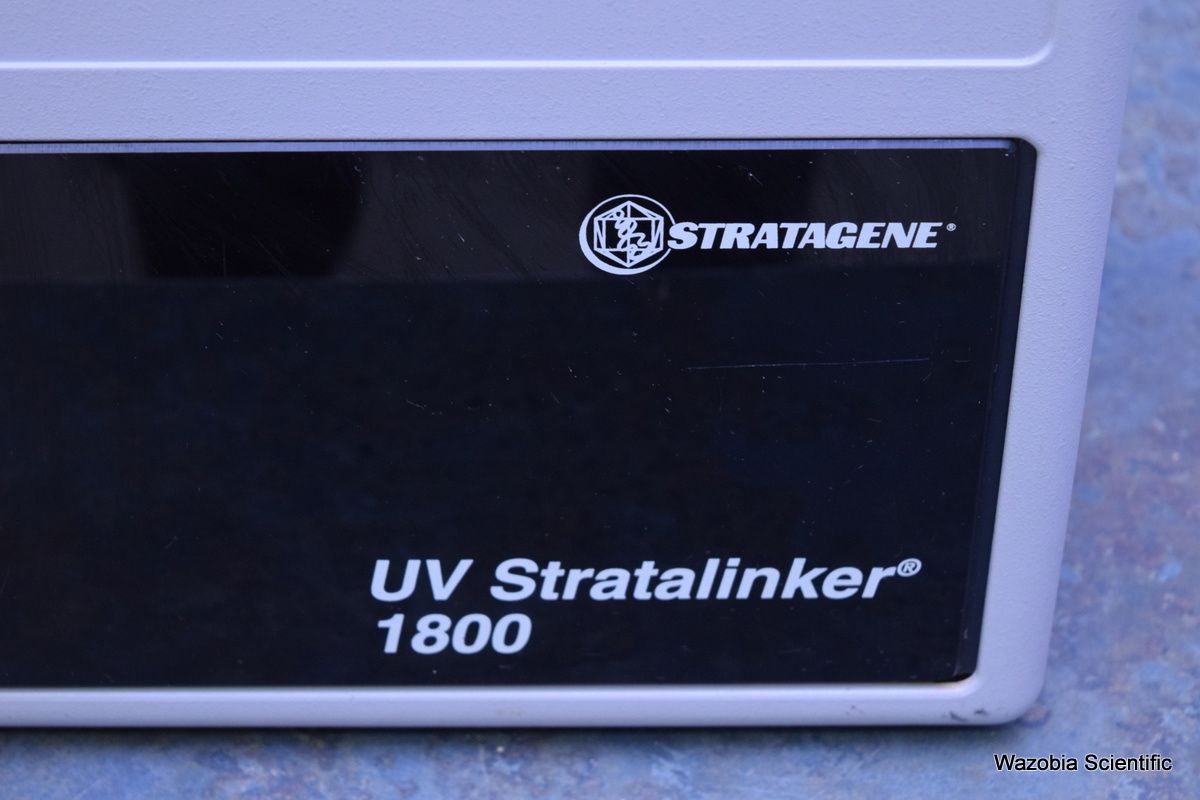 STRATAGENE®
UV Stratalinker®
1800
Wazobia Scientific